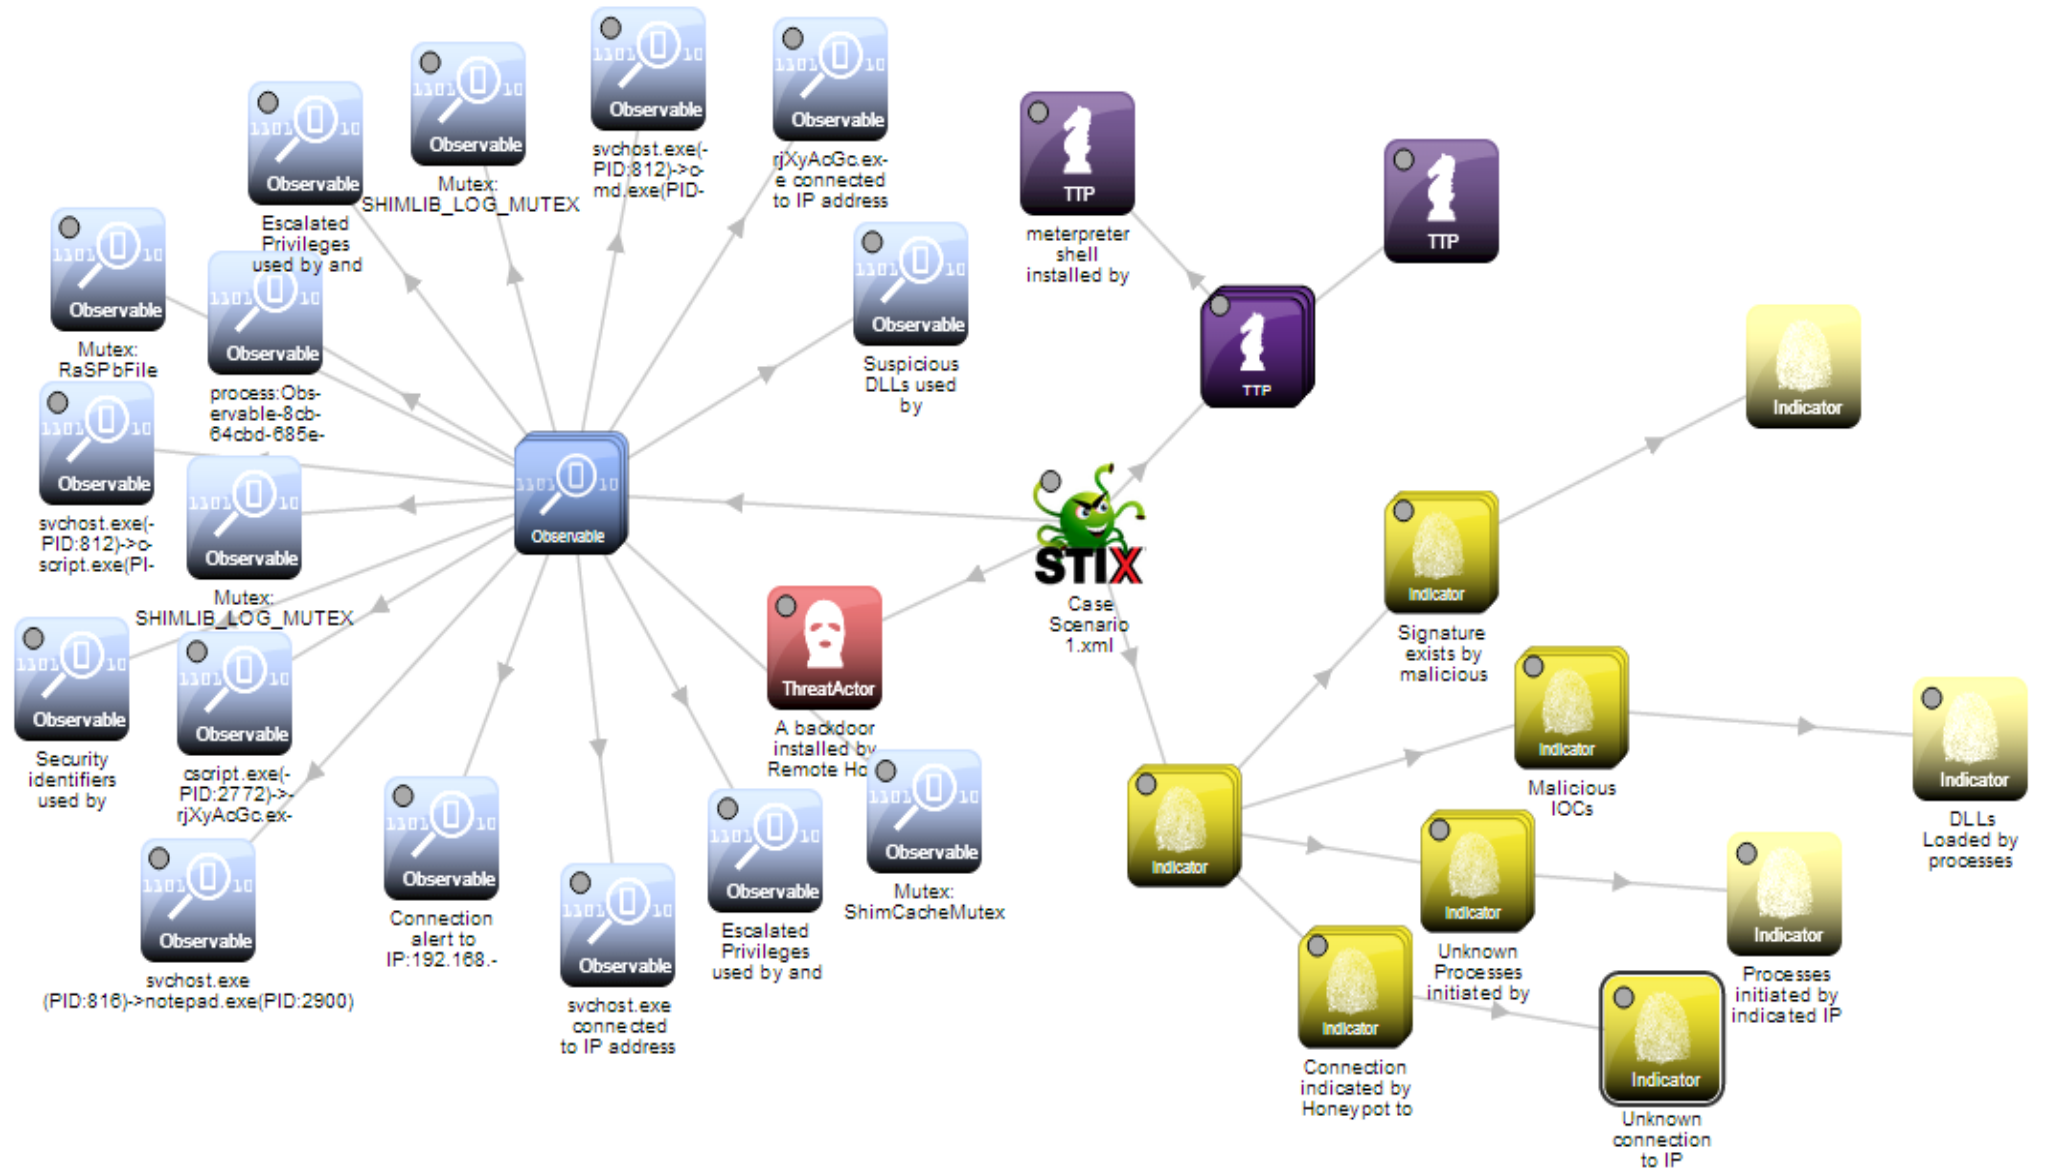 Observable
svchost.exe(-
PID:812)->c-
md.exe(PID-
Observable
rjXyAcGc.ex-
e connected
to IP address
Observable
Mutex:
SHIMLIB_LOG_MUTEX
Observable
Escalated
Privileges
used by and
Observable
Mutex:
RaSPbFile
Observable
process:Obs-
ervable-8cb-
64cbd-685e-
Observable
Suspicious
DLLs used
by
Observable
svchost.exe(-
PID:812)->c-
script.exe(PI-
Observable
Mutex:
SHIMLIB_LOG_MUTEX
Observable
Observable
Security
identifiers
used by
Observable
cscript.exe(-
PID:2772)->-
rjXyAcGc.ex-
Observable
svchost.exe
(PID:816)->notepad.exe(PID:2900)
Observable
Connection
alert to
IP:192.168.-
Observable
svchost.exe
connected
to IP address
Observable
Escalated
Privileges
used by and
Observable
Mutex:
ShimCacheMutex
ThreatActor
A backdoor
installed by
Remote Ho
STIX
Case
Scenario
1.xml
TTP
meterpreter
shell
installed by
TTP
TTP
Indicator
Indicator
Signature
exists by
malicious
Indicator
Malicious
IOCs
Indicator
DLLs
Loaded by
processes
Indicator
Indicator
Unknown
Processes
initiated by
Indicator
Processes
initiated by
indicated IP
Indicator
Connection
indicated by
Honeypot to
Indicator
Unknown
connection
to IP